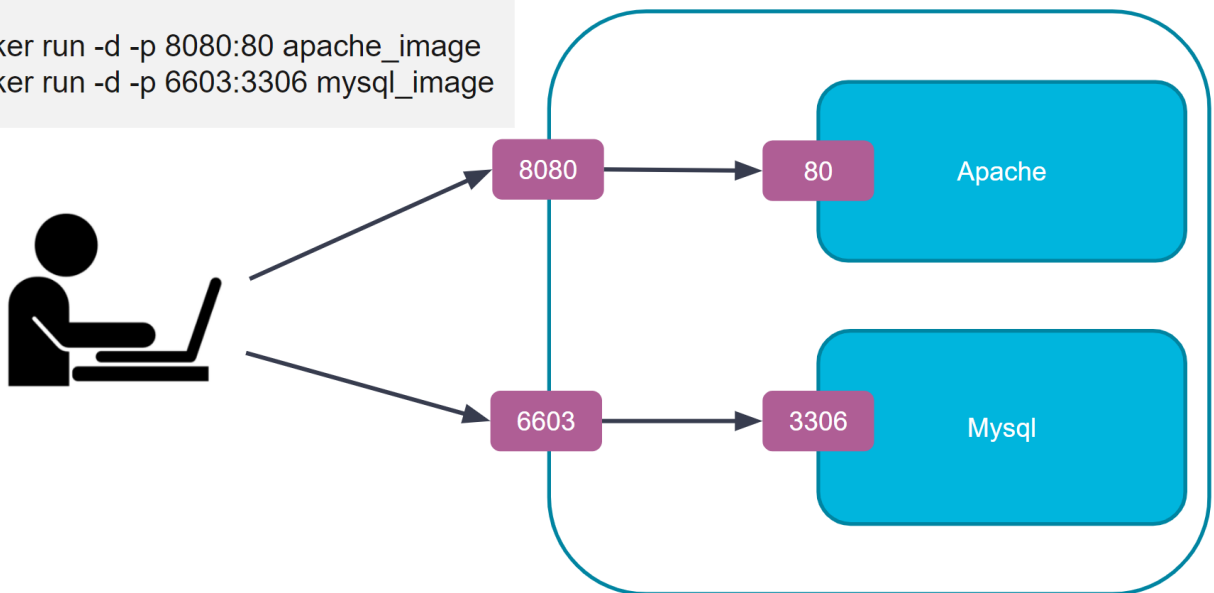 ker run -d -p 8080:80 apache_image
ker run -d -p 6603:3306 mysql_image
8080
80
Apache
6603
3306
Mysql